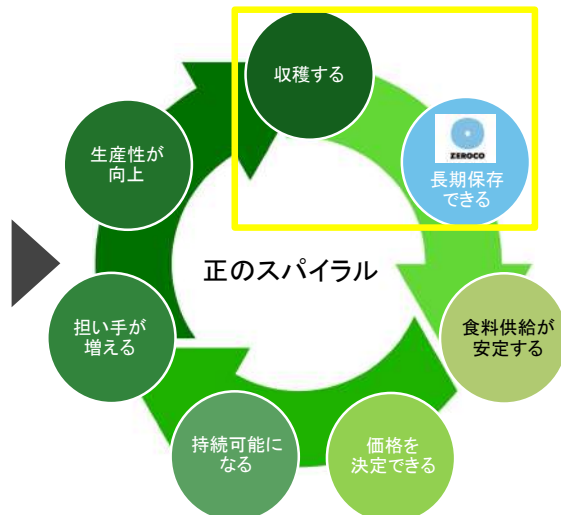 収穫する
ZEROCO
長期保存
できる
食料供給が
安定する
価格を
決定できる
持続可能に
なる
担い手が
増える
生産性が
向上
正のスパイラル